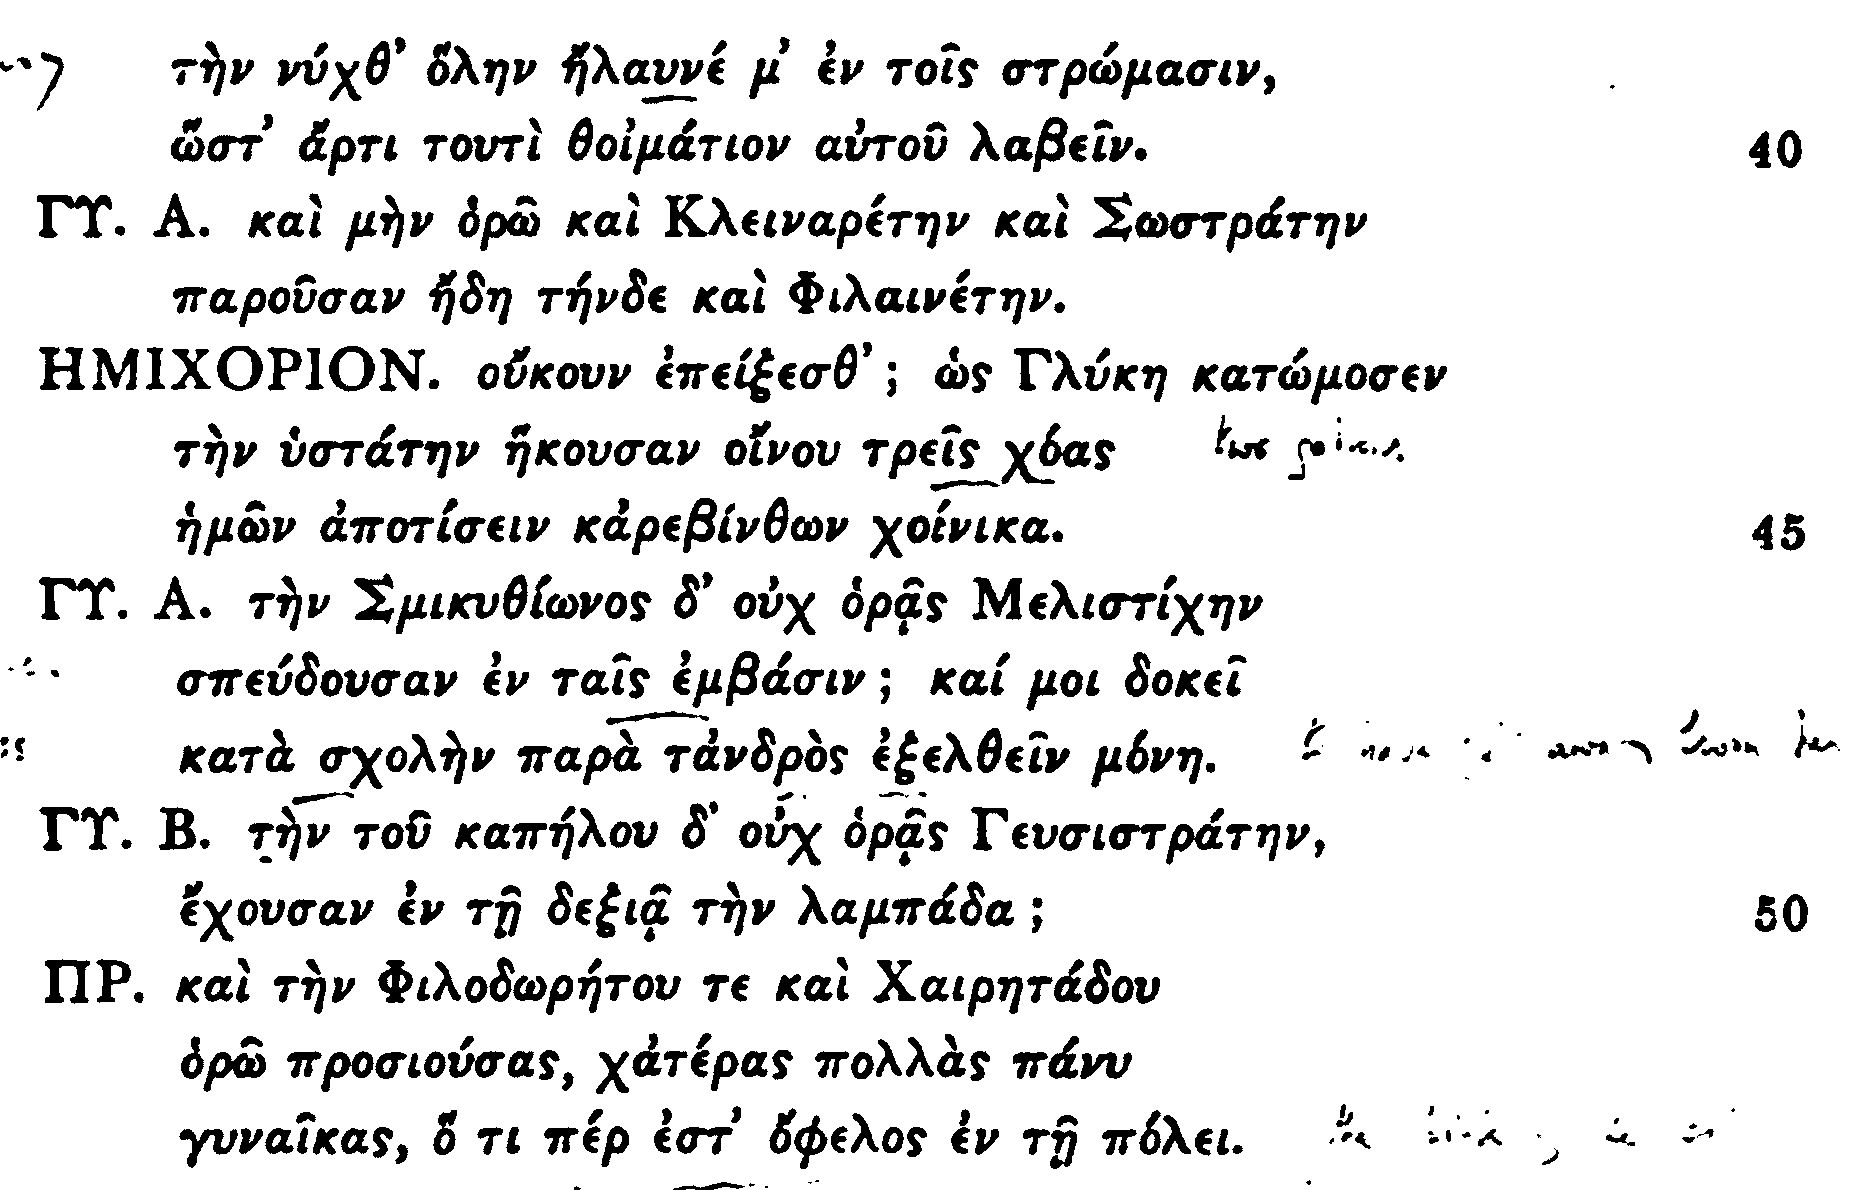 τὴν νύχθ’ ὅλην ἤλαυνέ μ’ ἐν τοῖς στρώμασιν,
ὥστ’ ἄρτι τουτὶ θοἰμάτιον αὐτοῦ λαβεῖν. 40
ΓΥ. Α. καὶ μὴν ὁρῶ καὶ Κλειναρέτην καὶ Σωστράτην
παροῦσαν ἤδη τήνδε καὶ Φιλαινέτην.
ΗΜΙΧΟΡΙΟΝ. οὔκουν ἐπείξεσθ’; ὡς Γλύκη κατώμοσεν
τὴν ὑστάτην ἥκουσαν οἴνου τρεῖς χόας
ἡμῶν ἀποτίσειν κἀρεβίνθων χοίνικα. 45
ΓΥ. Α. τὴν Σμικυθίωνος δ’ οὐχ ὁρᾷς Μελιστίχην
σπεύδουσαν ἐν ταῖς ἐμβάσιν; καί μοι δοκεῖ
κατὰ σχολὴν παρὰ τἀνδρὸς ἐξελθεῖν μόνη.
ΓΥ. Β. τὴν τοῦ καπήλου δ’ οὐχ ὁρᾷς Γευσιστράτην,
ἔχουσαν ἐν τῇ δεξιᾷ τὴν λαμπάδα; 50
ΠΡ. καὶ τὴν Φιλοδωρήτου τε καὶ Χαιρητάδου
ὁρῶ προσιούσας, χἀτέρας πολλὰς πάνυ
γυναῖκας, ὅ τι πέρ ἐστ’ ὄφελος ἐν τῇ πόλει.